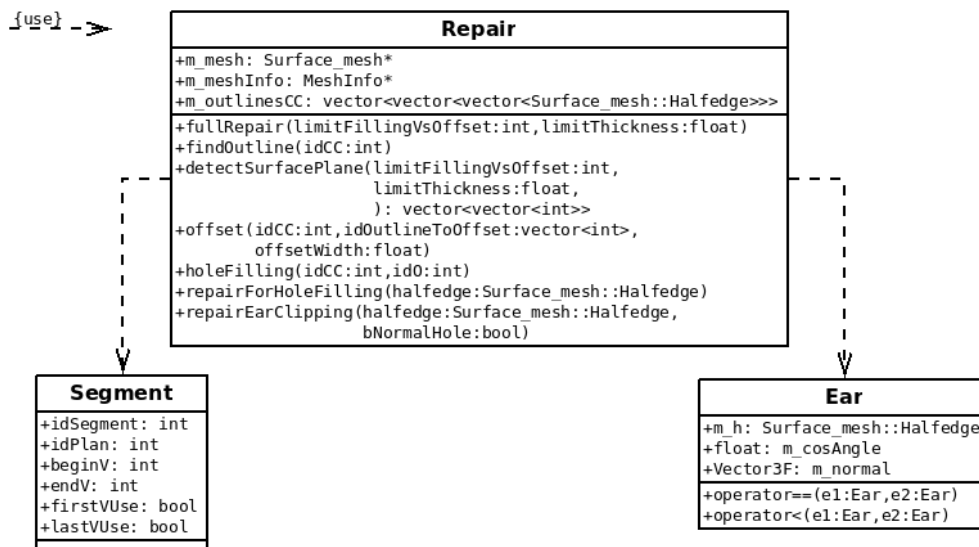 {use}
Repair
+m_mesh: Surface_mesh*
+m_meshInfo: MeshInfo*
+m_outlinesCC: vector<vector<vector<Surface_mesh::Halfedge>>>
+fullRepair(limitFillingVsOffset:int,limitThickness:float)
+findOutline(idCC:int)
+detectSurfacePlane(limitFillingVsOffset:int,
limitThickness:float,
): vector<vector<int>>
+offset(idCC:int,idOutlineToOffset:vector<int>,
offsetWidth:float)
+holeFilling(idCC:int,idO:int)
+repairForHoleFilling(halfedge:Surface_mesh::Halfedge)
+repairEarClipping(halfedge:Surface_mesh::Halfedge,
bNormalHole:bool)
Segment
+idSegment: int
+idPlan: int
+beginV: int
+endV: int
+firstVUse: bool
+lastVUse: bool
Ear
+m_h: Surface_mesh::Halfedge
+float: m_cosAngle
+Vector3F: m_normal
+operator==(e1:Ear,e2:Ear)
+operator<(e1:Ear,e2:Ear)